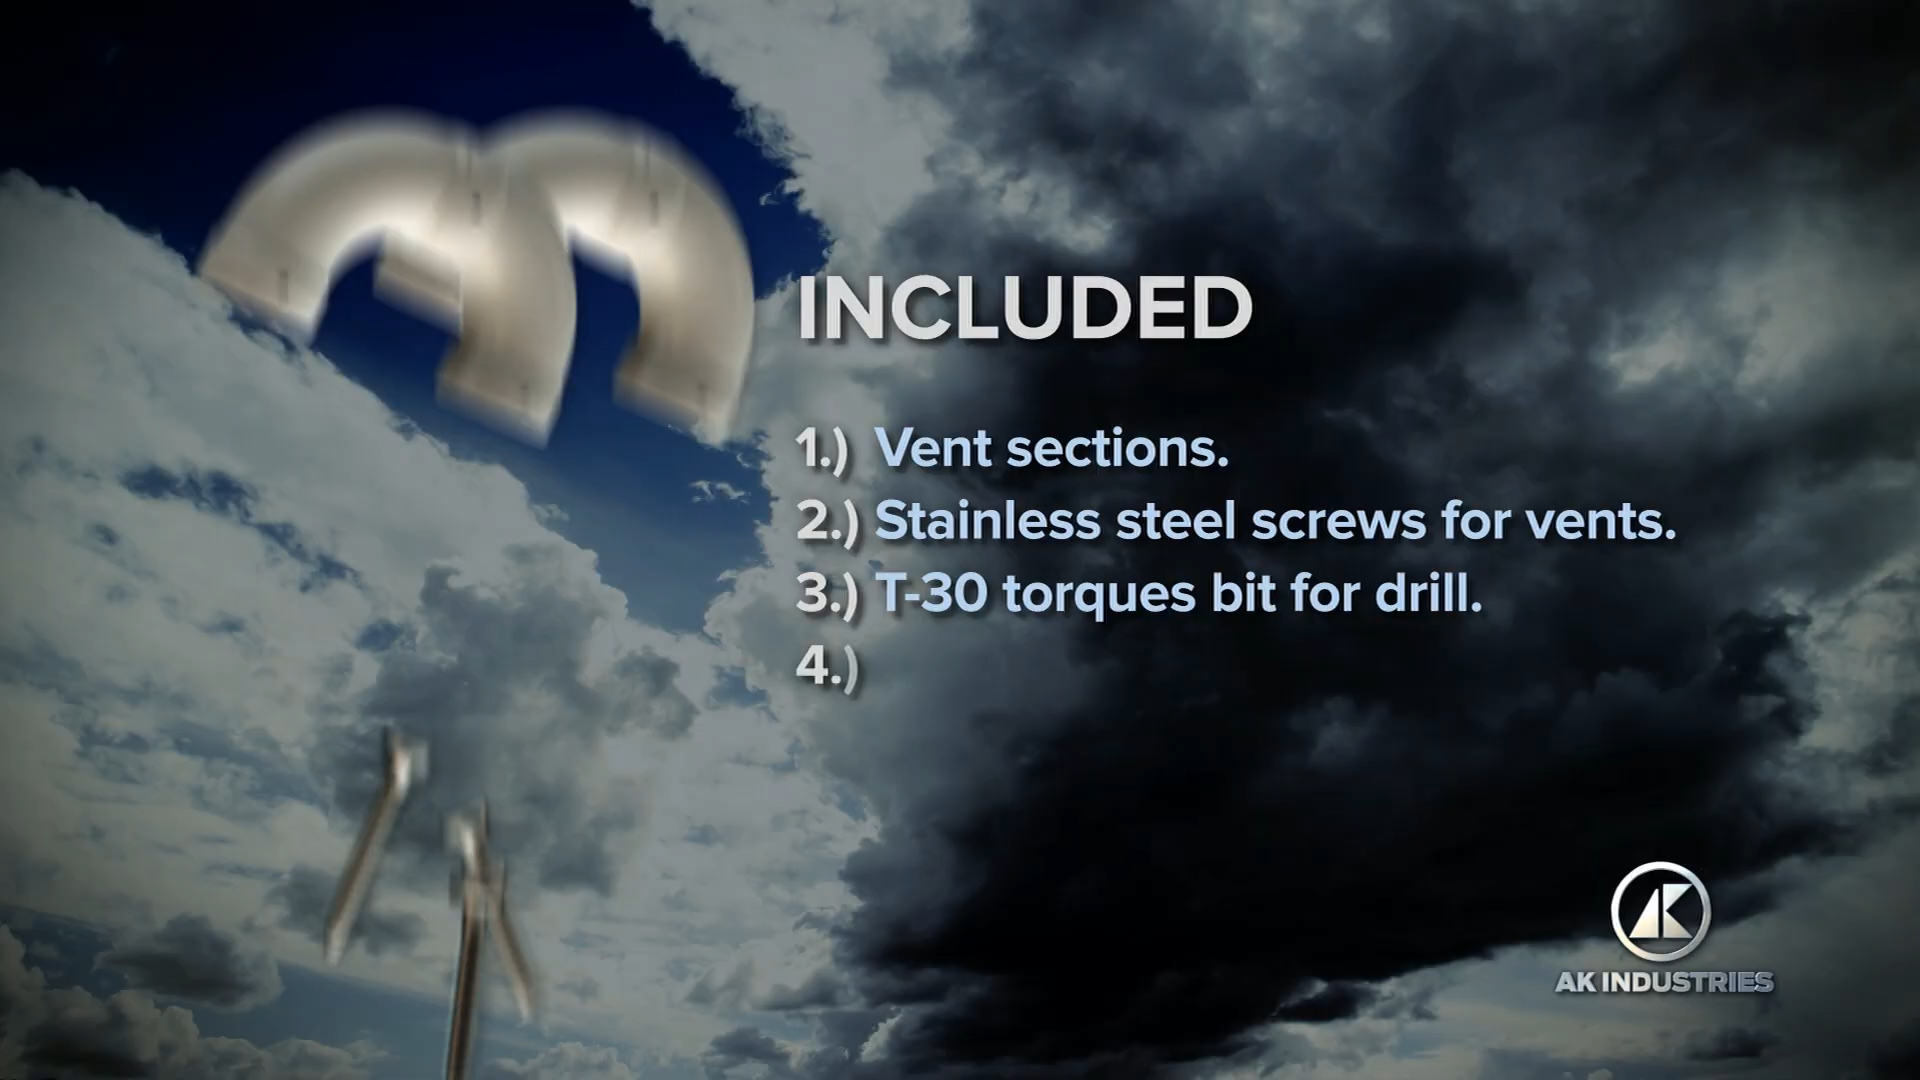 INCLUDED
1.) Vent sections.
2.) Stainless steel screws for vents.
3.) T-30 torques bit for drill.
4.)
AK
AK INDUSTRIES